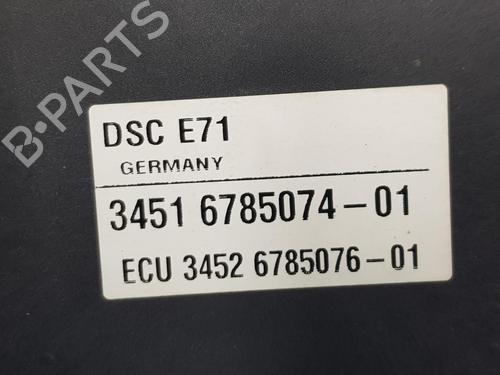 B-PARTS
DSC E71
GERMANY
3451 6785074-01
ECU 3452 6785076-01